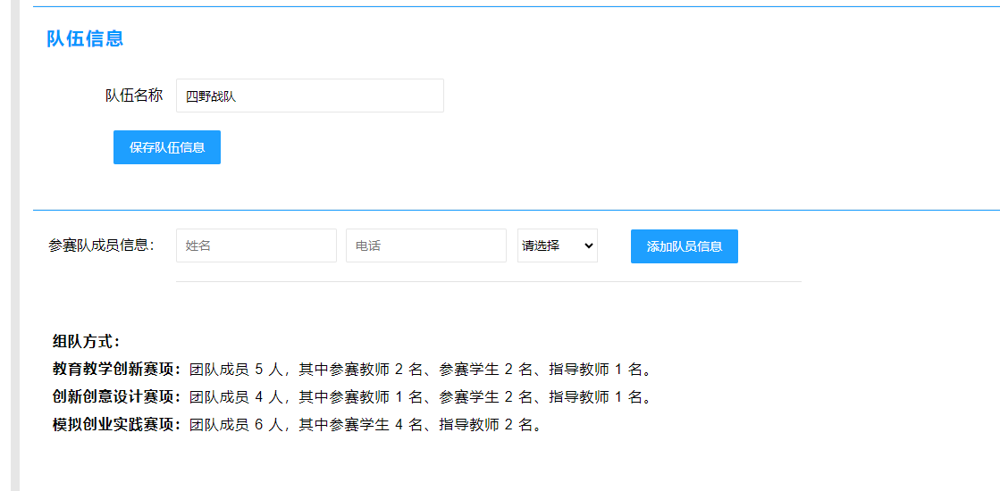 队伍信息
队伍名称 四野战队
保存队伍信息
参赛队成员信息： 姓名 电话 请选择 添加队员信息
组队方式：
教育教学创新赛项：团队成员 5 人，其中参赛教师 2 名、参赛学生 2 名、指导教师 1 名。
创新创意设计赛项：团队成员 4 人，其中参赛教师 1 名、参赛学生 2 名、指导教师 1 名。
模拟创业实践赛项：团队成员 6 人，其中参赛学生 4 名、指导教师 2 名。